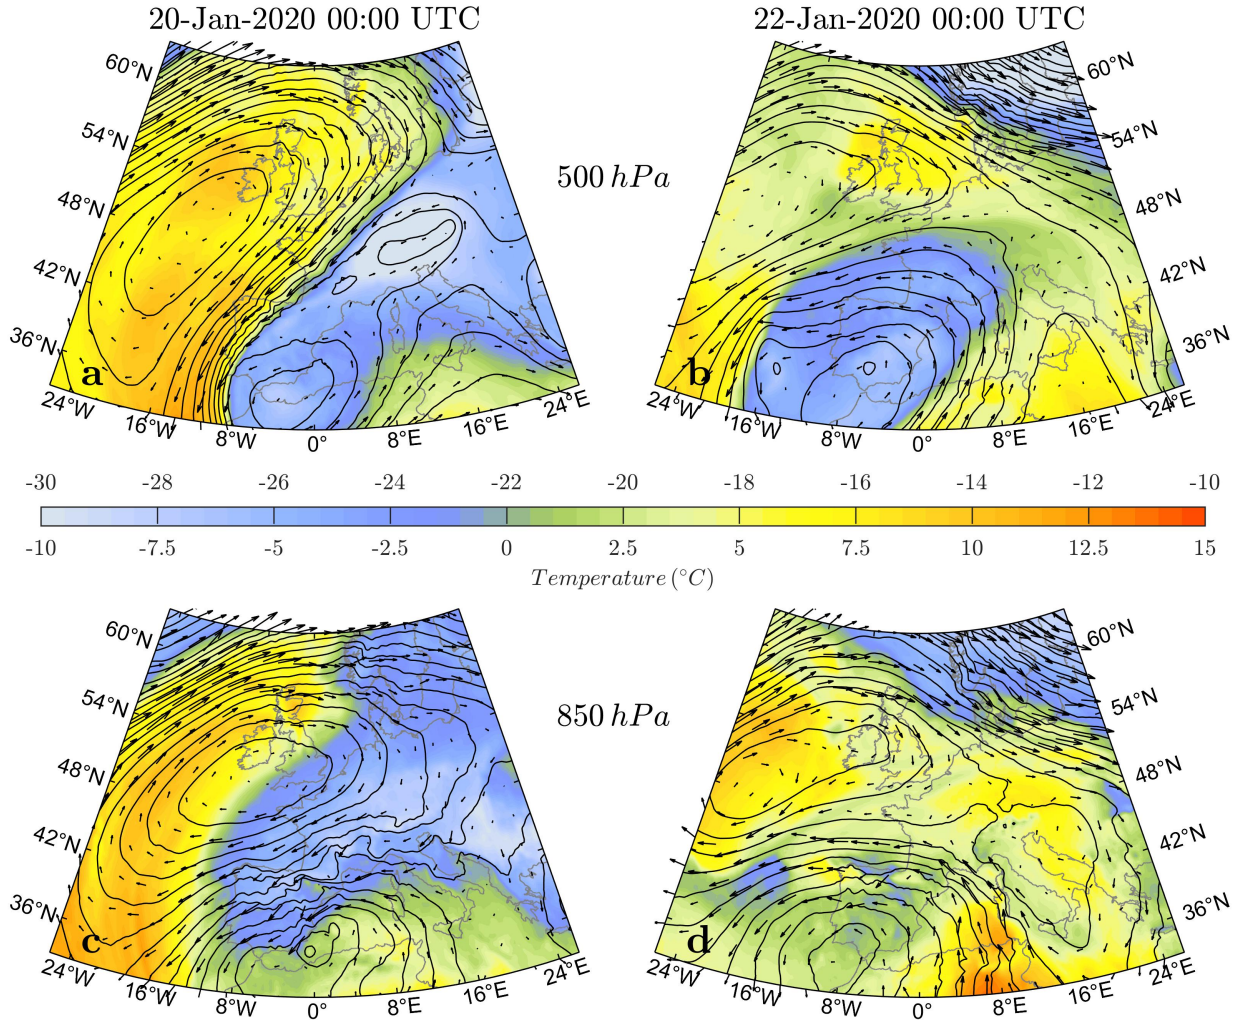 20-Jan-2020 00:00 UTC
22-Jan-2020 00:00 UTC
60°N
54°N
48°N
42°N
36°N
24°W
16°W
8°W
0°
8°E
16°E
24°E
a
500 hPa
60°N
54°N
48°N
42°N
36°N
24°W
16°W
8°W
0°
8°E
16°E
24°E
b
-30 -28 -26 -24 -22 -20 -18 -16 -14 -12 -10
-10 -7.5 -5 -2.5 0 2.5 5 7.5 10 12.5 15
Temperature (°C)
60°N
54°N
48°N
42°N
36°N
24°W
16°W
8°W
0°
8°E
16°E
24°E
c
850 hPa
60°N
54°N
48°N
42°N
36°N
24°W
16°W
8°W
0°
8°E
16°E
24°E
d